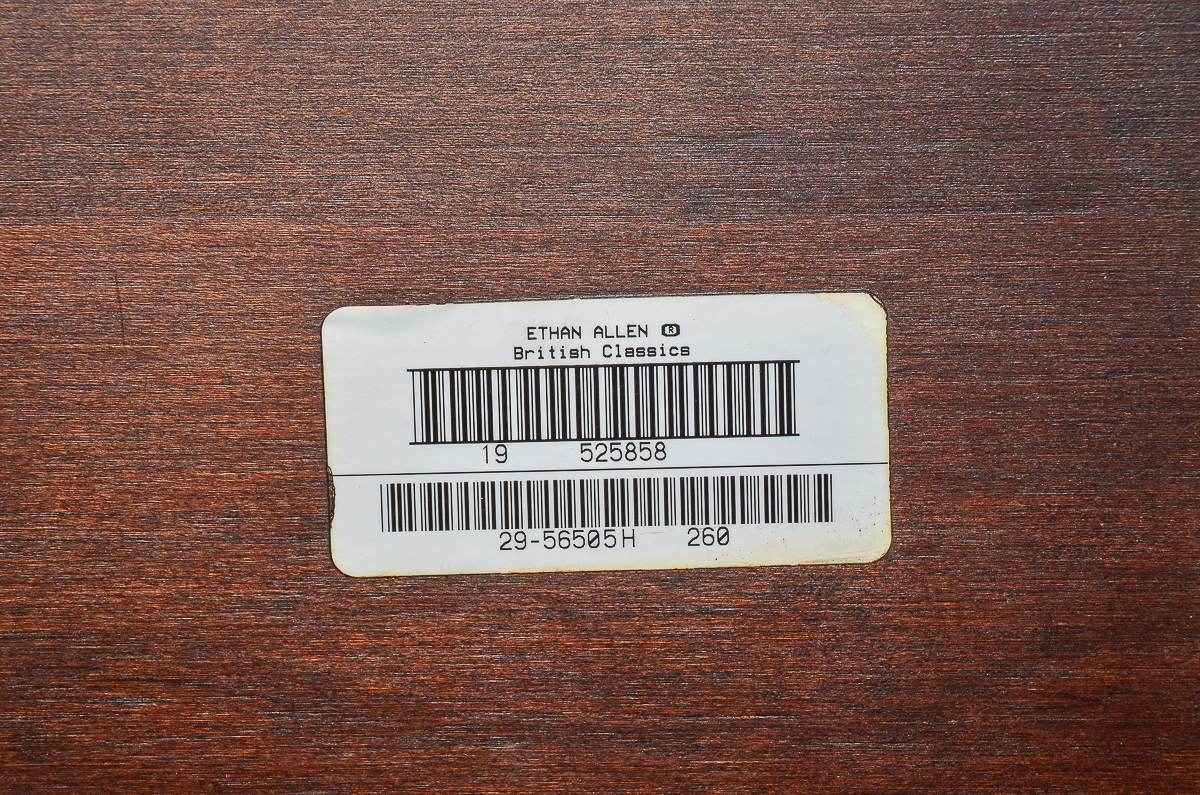 ETHAN ALLEN ®
British Classics
19 525858
29-56505H 260